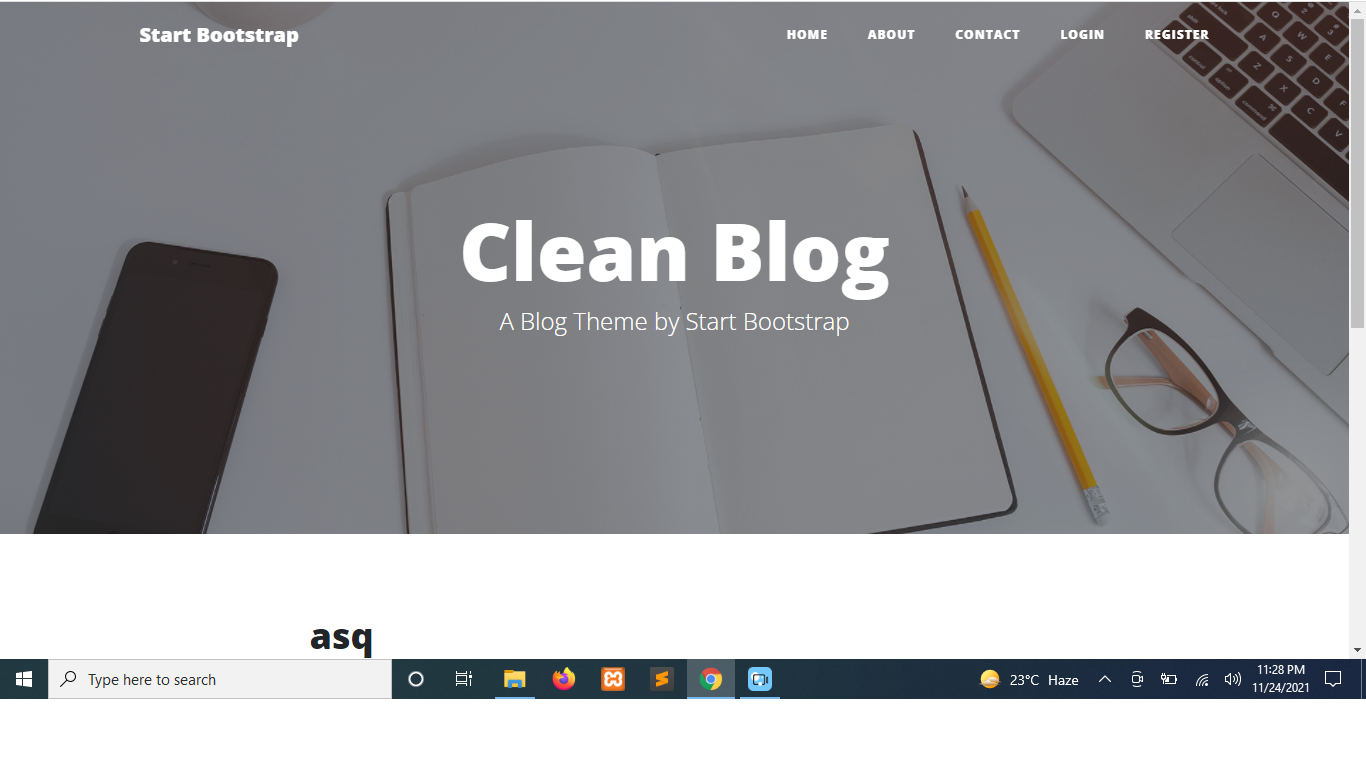 Start Bootstrap HOME ABOUT CONTACT LOGIN REGISTER
Clean Blog
A Blog Theme by Start Bootstrap
asq
Type here to search 23°C Haze 11:28 PM
11/24/2021